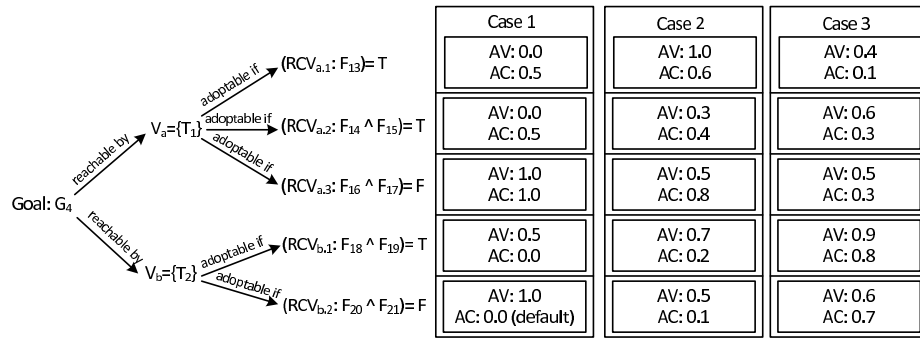 Case 1
Case 2
Case 3
Goal: G4
reachable by
reachable by
Va={T1}
Vb={T2}
adoptable if
adoptable if
adoptable if
adoptable if
adoptable if
(RCVa.1: F13)= T
AV: 0.0
AC: 0.5
AV: 1.0
AC: 0.6
AV: 0.4
AC: 0.1
(RCVa.2: F14 ^ F15)= T
AV: 0.0
AC: 0.5
AV: 0.3
AC: 0.4
AV: 0.6
AC: 0.3
(RCVa.3: F16 ^ F17)= F
AV: 1.0
AC: 1.0
AV: 0.5
AC: 0.8
AV: 0.5
AC: 0.3
(RCVb.1: F18 ^ F19)= T
AV: 0.5
AC: 0.0
AV: 0.7
AC: 0.2
AV: 0.9
AC: 0.8
(RCVb.2: F20 ^ F21)= F
AV: 1.0
AC: 0.0 (default)
AV: 0.5
AC: 0.1
AV: 0.6
AC: 0.7